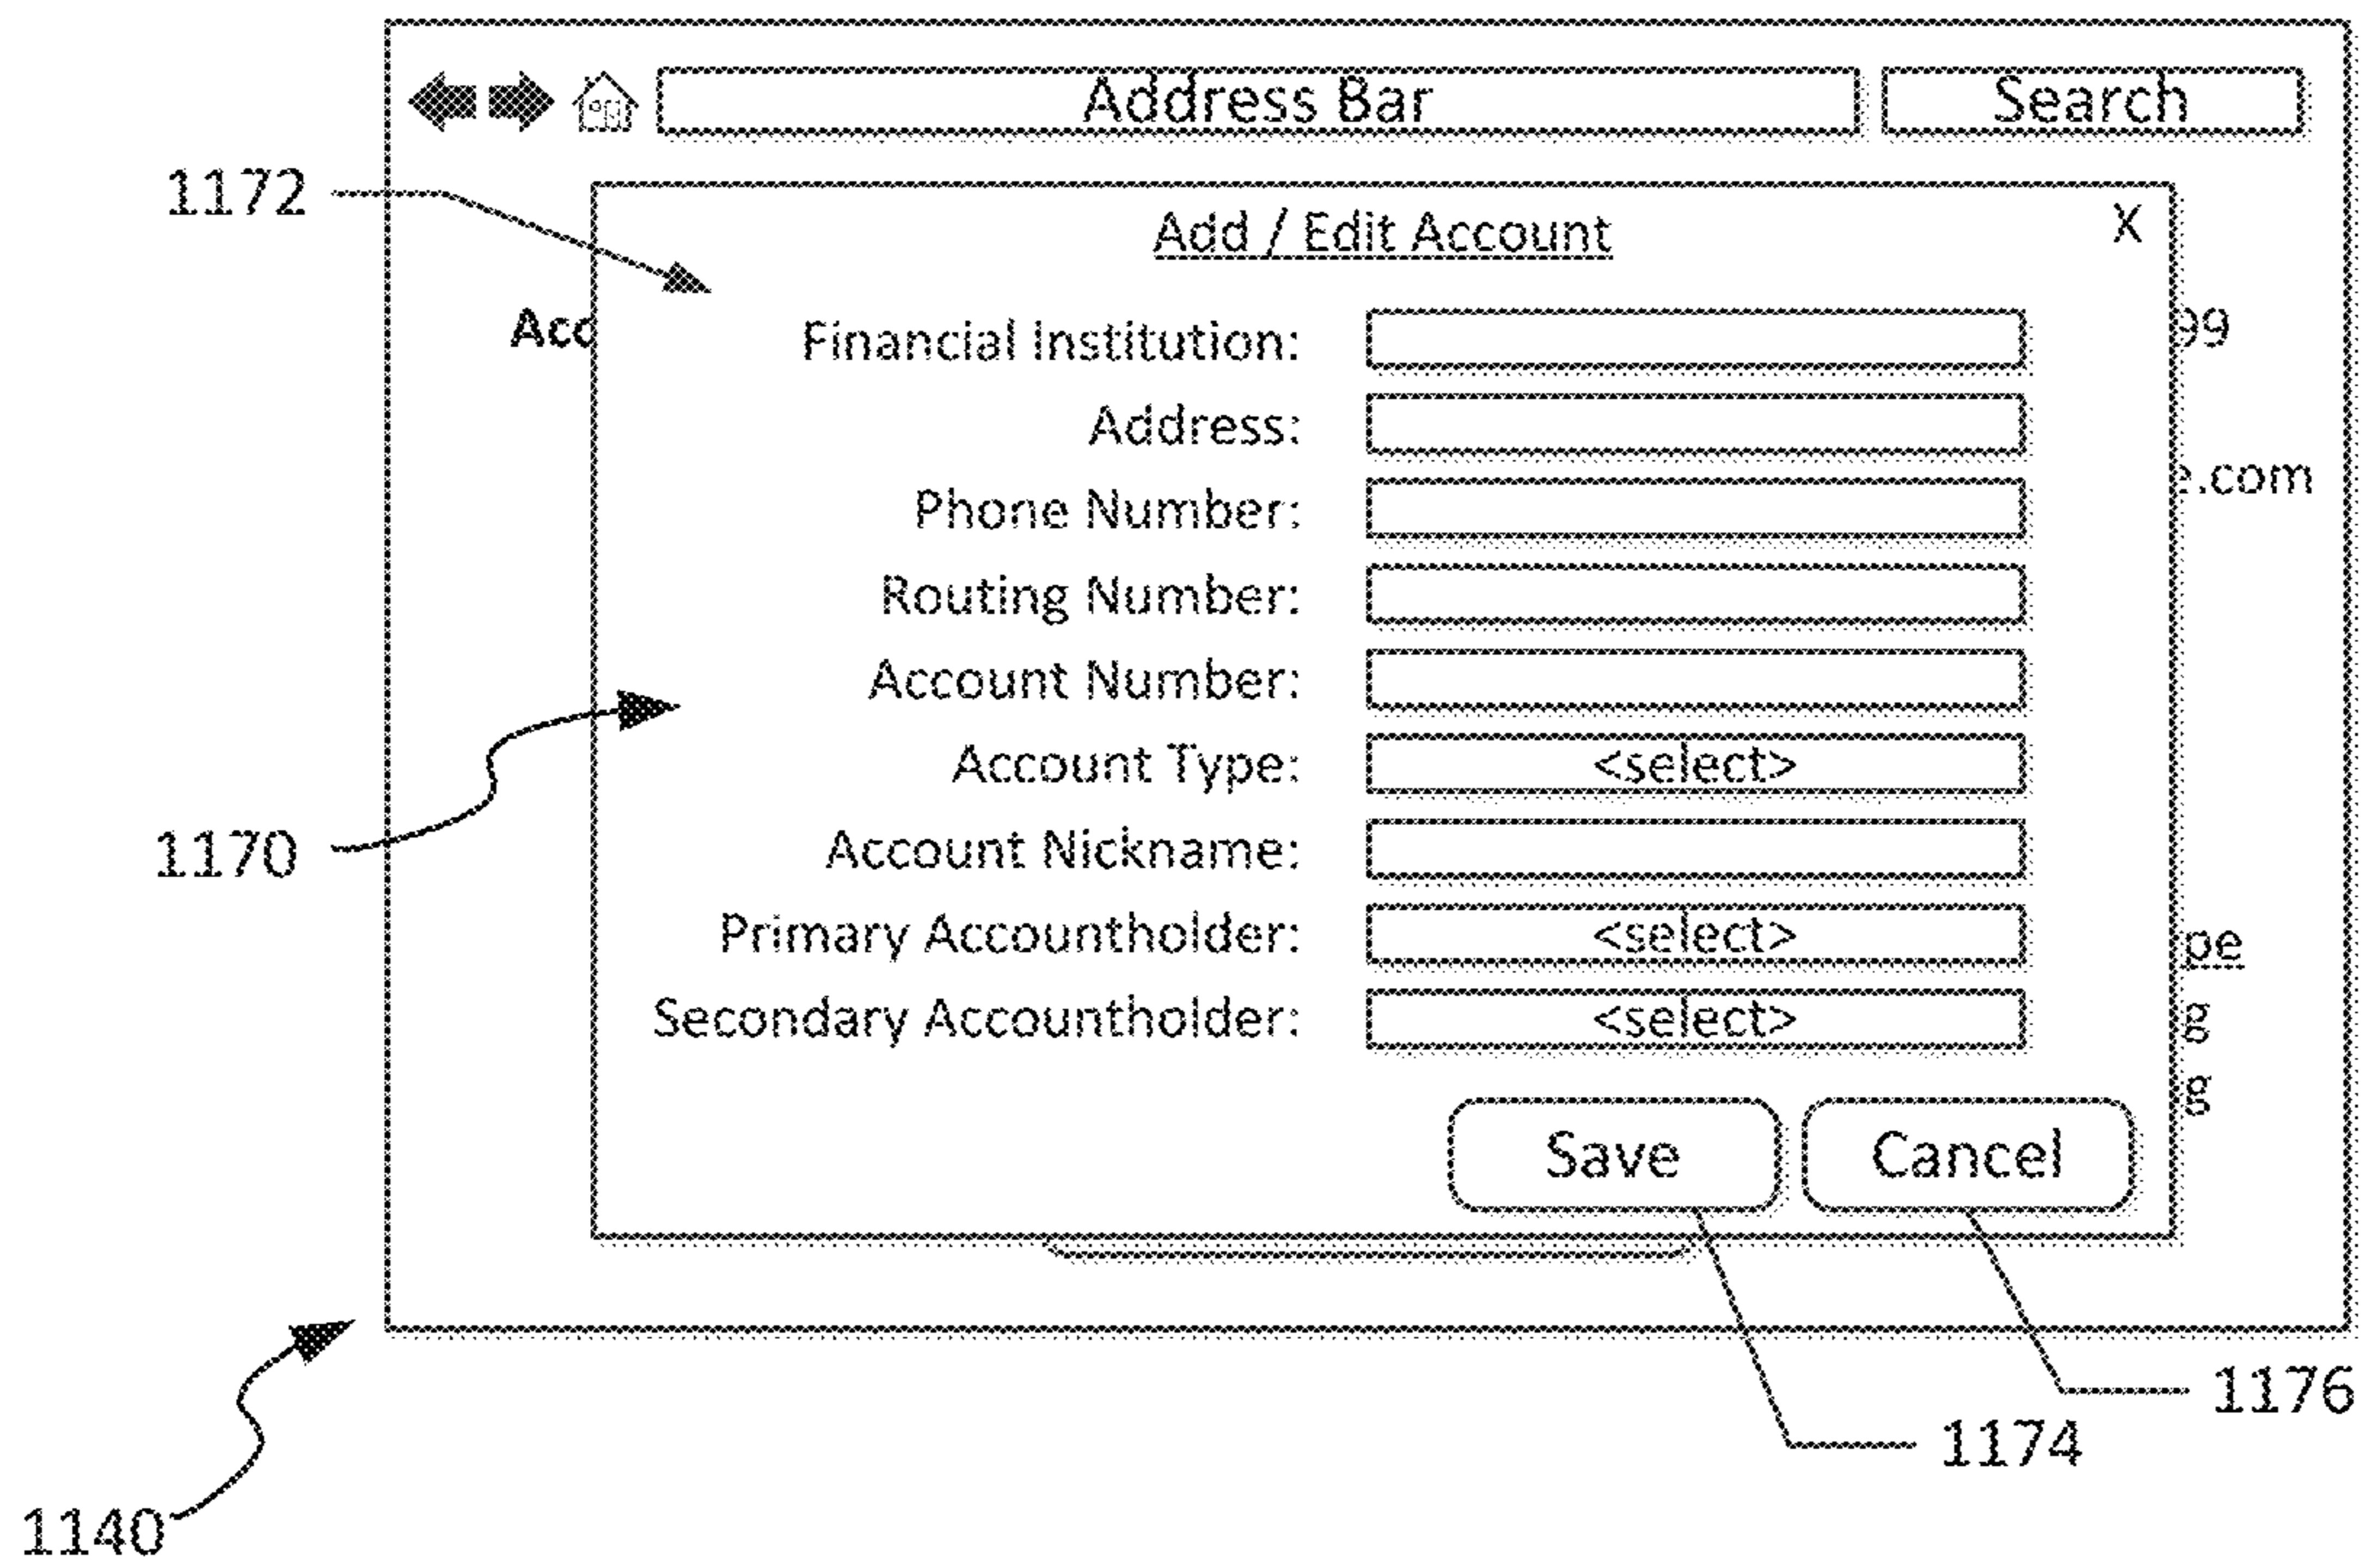 Address Bar Search
1172
Add / Edit Account X
Acc
Financial Institution:
99
Address:
Phone Number:
e.com
Routing Number:
Account Number:
Account Type: <select>
1170
Account Nickname:
Primary Accountholder: <select>
pe
Secondary Accountholder: <select>
g
g
Save Cancel
1176
1174
1140